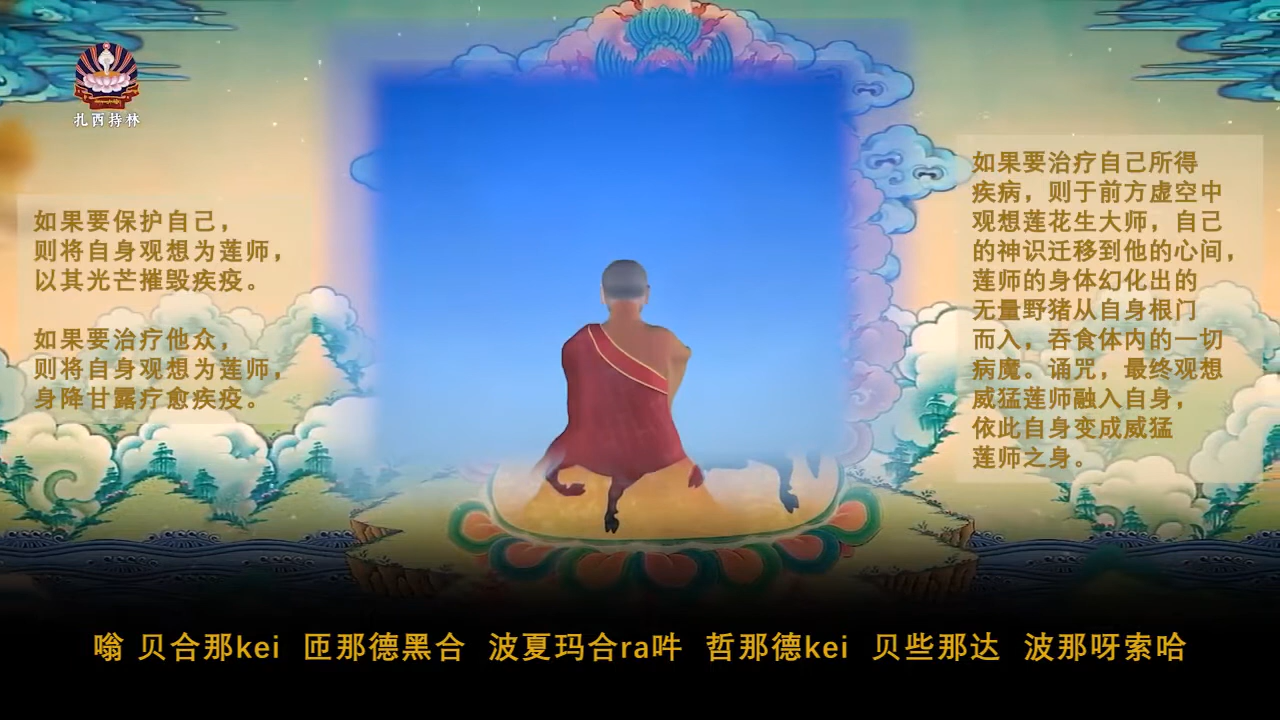 扎西持林
如果要保护自己，
则将自身观想为莲师，
以其光芒摧毁疾疫。
如果要治疗他众，
则将自身观想为莲师，
身降甘露疗愈疾疫。
如果要治疗自己所得
疾病，则于前方虚空中
观想莲花生大师，自己
的神识迁移到他的心间，
莲师的身体幻化出的
无量野猪从自身根门
而入，吞食体内的一切
病魔。诵咒，最终观想
威猛莲师融入自身，
依此自身变成威猛
莲师之身。
嗡 贝合那kei 匝那德黑合 波夏玛合ra吽 哲那德kei 贝些那达 波那呀索哈